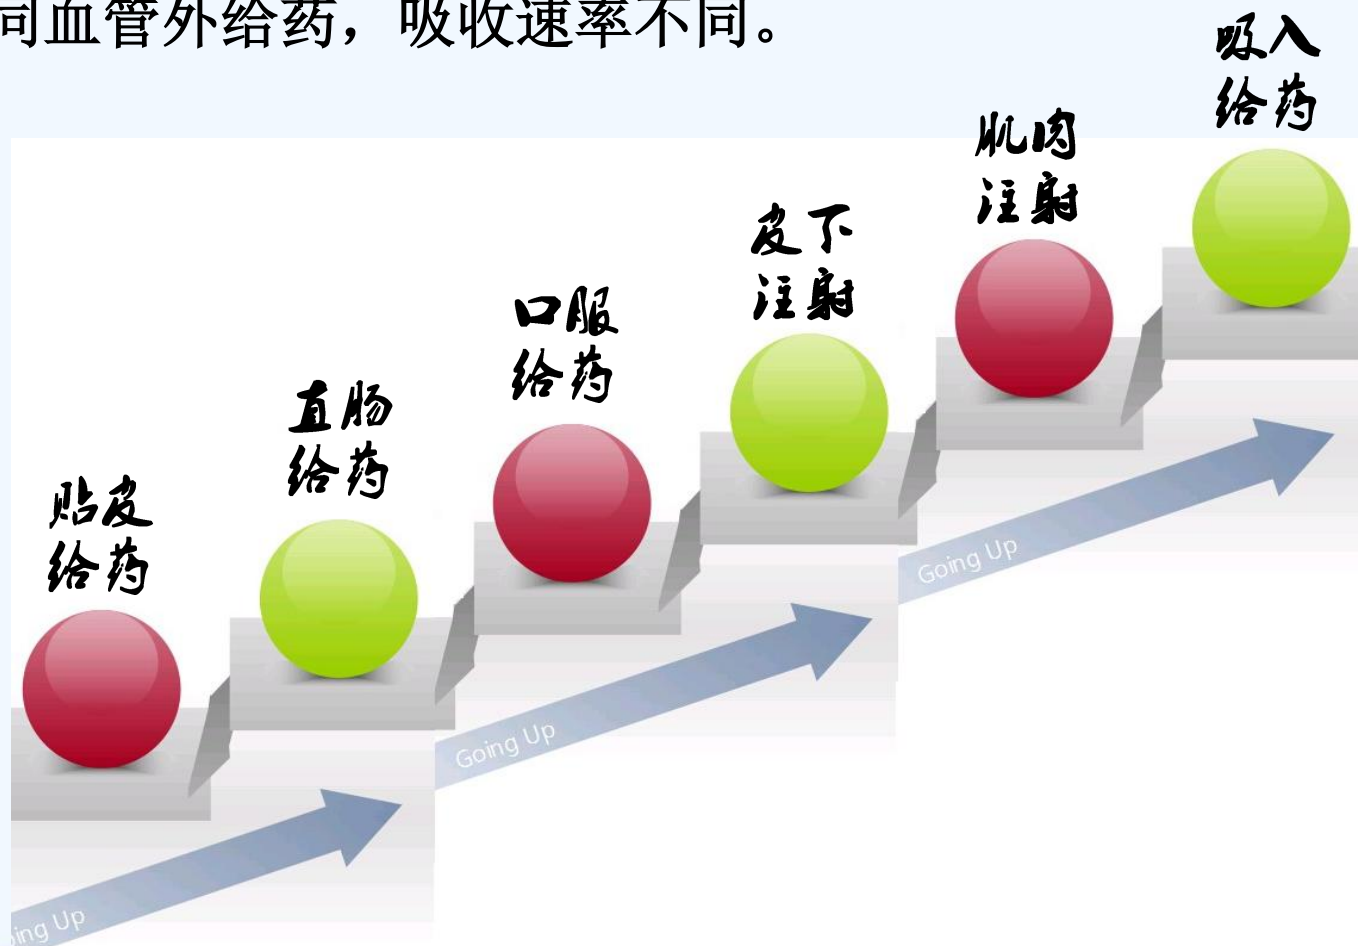 同血管外给药，吸收速率不同。
吸入
给药
肌肉
注射
皮下
注射
口服
给药
直肠
给药
贴皮
给药
Going Up
Going Up
ing Up